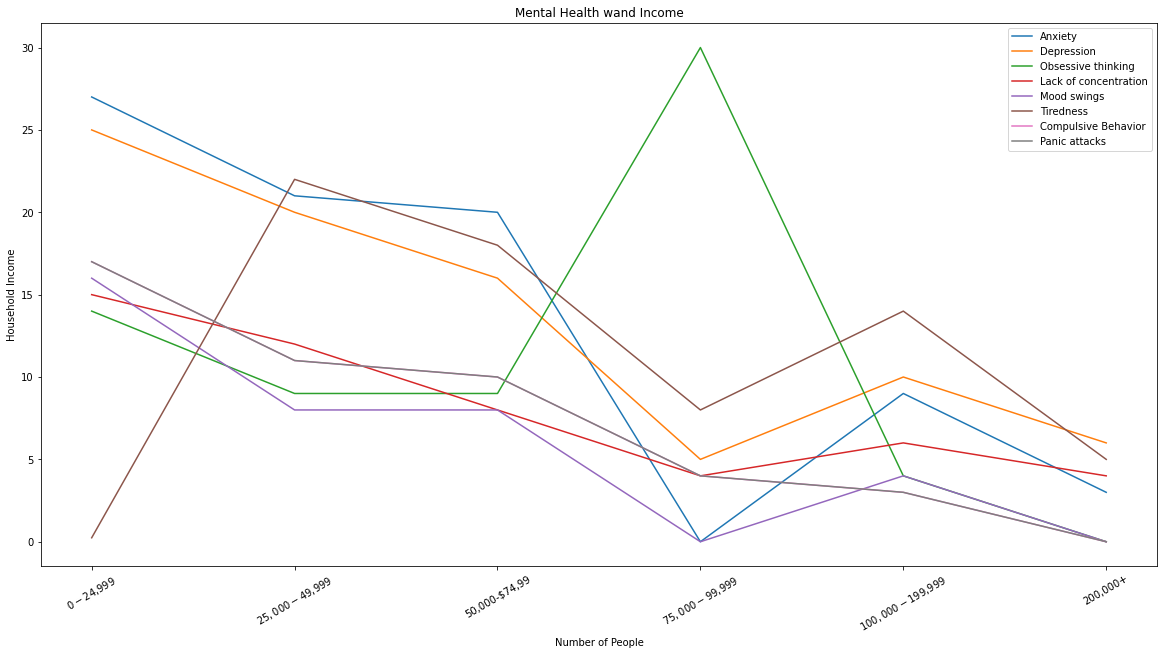 Mental Health wand Income
Anxiety
Depression
Obsessive thinking
Lack of concentration
Mood swings
Tiredness
Compulsive Behavior
Panic attacks
Household Income
30
25
20
15
10
5
0
0 − 24,999
25,000 − 49,999
50,000-$74,99
75,000 − 99,999
100,000 − 199,999
200,000+
Number of People